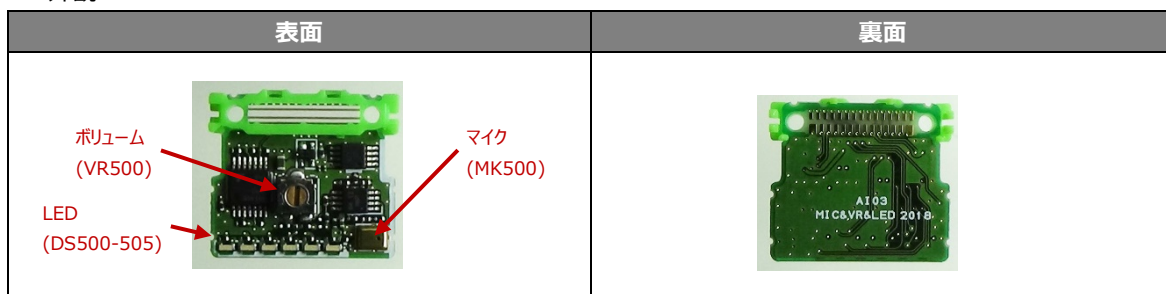 表面
裏面
ボリューム
(VR500)
マイク
(MK500)
LED
(DS500-505)
AI03
MIC&VR&LED 2018